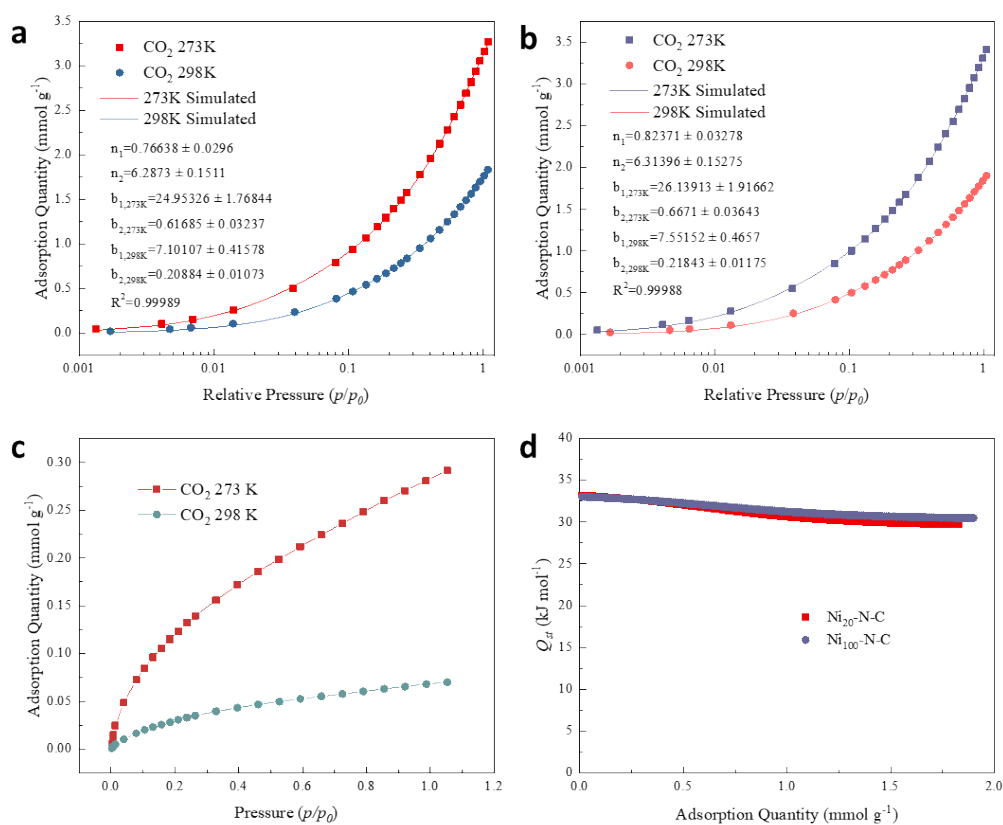 a
CO2 273K
CO2 298K
273K Simulated
298K Simulated
n1=0.76638 ± 0.0296
n2=6.2873 ± 0.1511
b1,273K=24.95326 ± 1.76844
b2,273K=0.61685 ± 0.03237
b1,298K=7.10107 ± 0.41578
b2,298K=0.20884 ± 0.01073
R2=0.99989
Adsorption Quantity (mmol g-1)
3.5
3.0
2.5
2.0
1.5
1.0
0.5
0.0
0.001 0.01 0.1 1
Relative Pressure (p/p0)
b
CO2 273K
CO2 298K
273K Simulated
298K Simulated
n1=0.82371 ± 0.03278
n2=6.31396 ± 0.15275
b1,273K=26.13913 ± 1.91662
b2,273K=0.6671 ± 0.03643
b1,298K=7.55152 ± 0.4657
b2,298K=0.21843 ± 0.01175
R2=0.99988
Adsorption Quantity (mmol g-1)
3.5
3.0
2.5
2.0
1.5
1.0
0.5
0.0
0.001 0.01 0.1 1
Relative Pressure (p/p0)
c
CO2 273 K
CO2 298 K
Adsorption Quantity (mmol g-1)
0.30
0.25
0.20
0.15
0.10
0.05
0.00
0.0 0.2 0.4 0.6 0.8 1.0 1.2
Pressure (p/p0)
d
Ni20-N-C
Ni100-N-C
Qst (kJ mol-1)
40
35
33
25
20
15
10
5
0
0.0 0.5 1.0 1.5 2.0
Adsorption Quantity (mmol g-1)